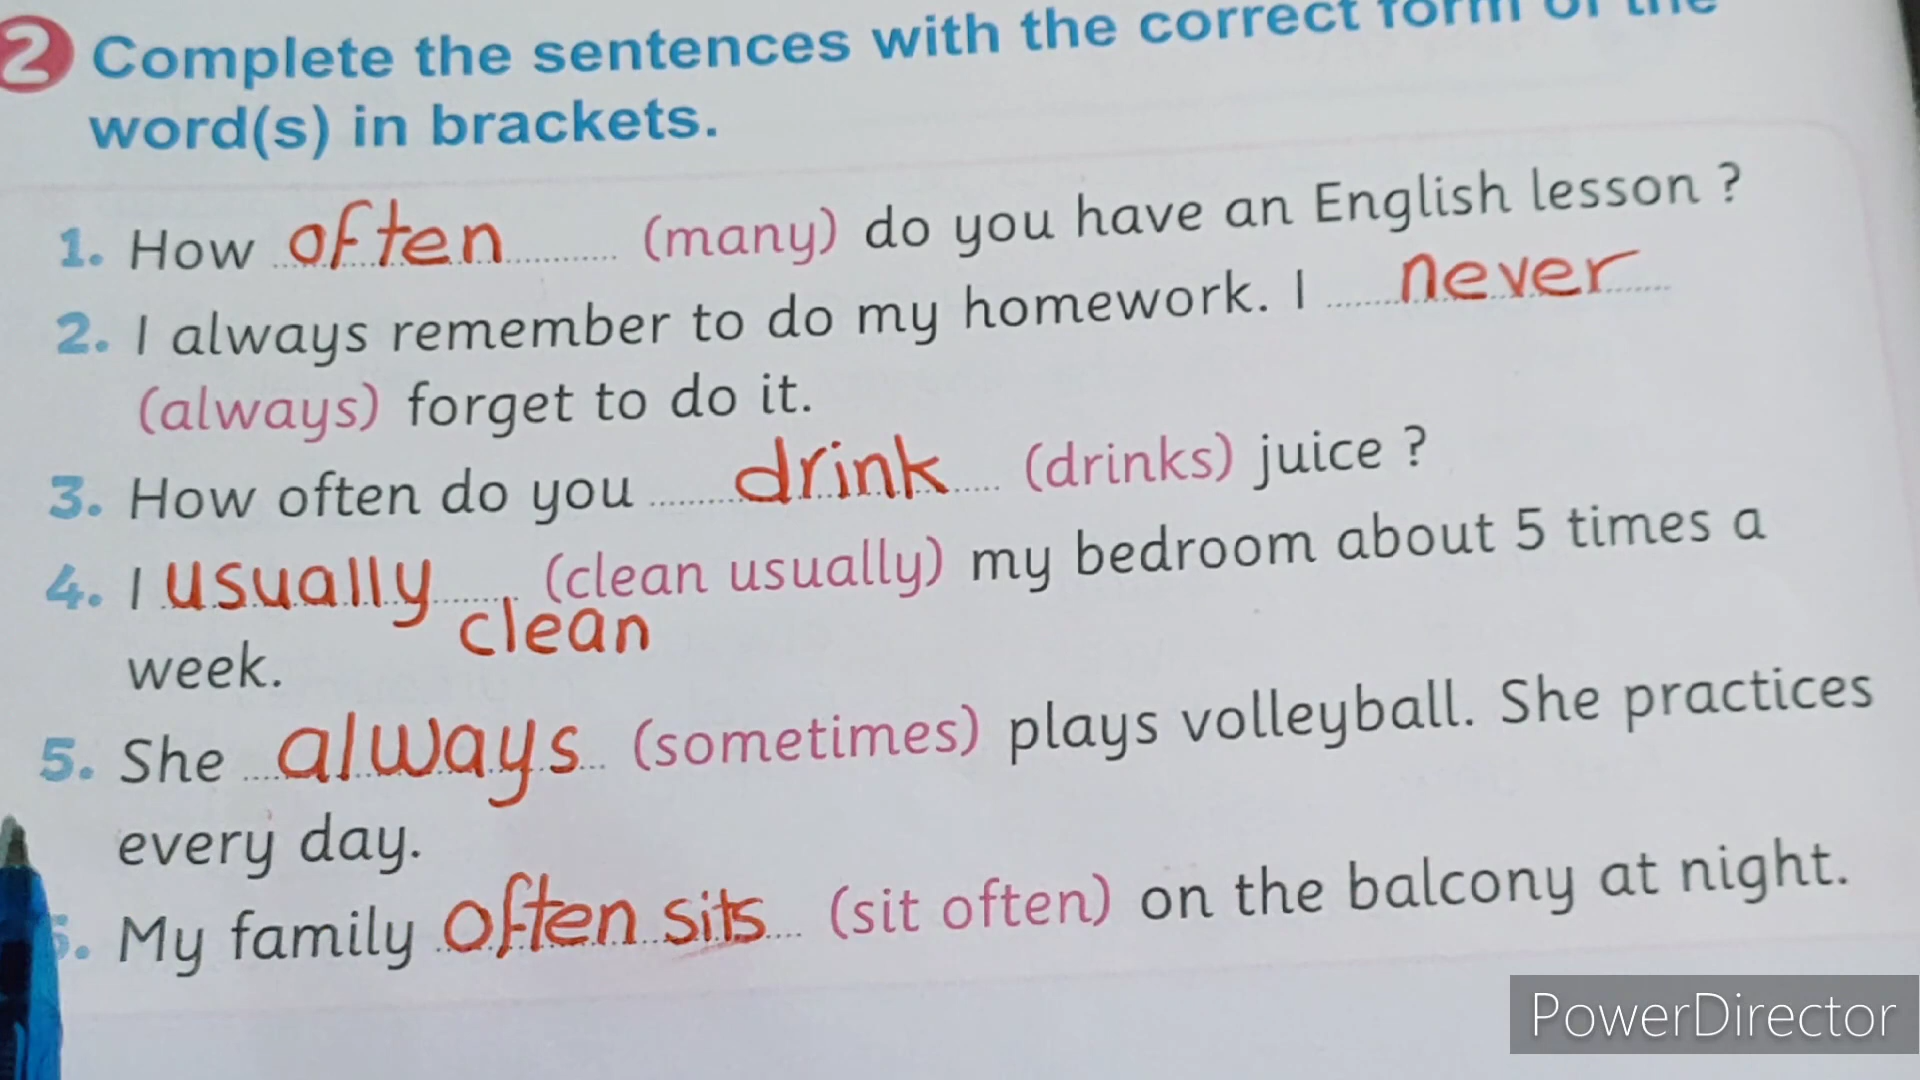 2 Complete the sentences with the correct form of the
word(s) in brackets.
1. How often (many) do you have an English lesson ?
2. I always remember to do my homework. I never
(always) forget to do it.
3. How often do you drink (drinks) juice ?
4. I usually (clean usually) my bedroom about 5 times a
clean
week.
5. She always (sometimes) plays volleyball. She practices
every day.
6. My family often sits (sit often) on the balcony at night.
PowerDirector